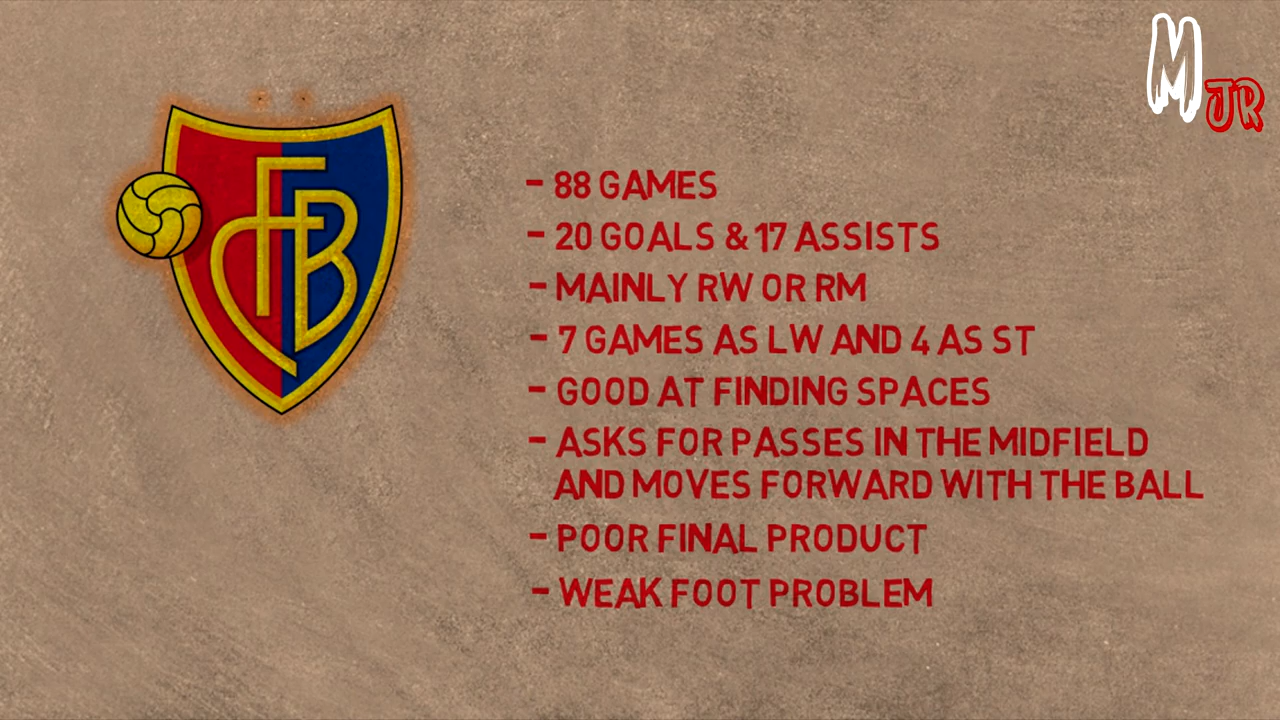 M JR
FCB
- 88 GAMES
- 20 GOALS & 17 ASSISTS
- MAINLY RW OR RM
- 7 GAMES AS LW AND 4 AS ST
- GOOD AT FINDING SPACES
- ASKS FOR PASSES IN THE MIDFIELD
AND MOVES FORWARD WITH THE BALL
- POOR FINAL PRODUCT
- WEAK FOOT PROBLEM